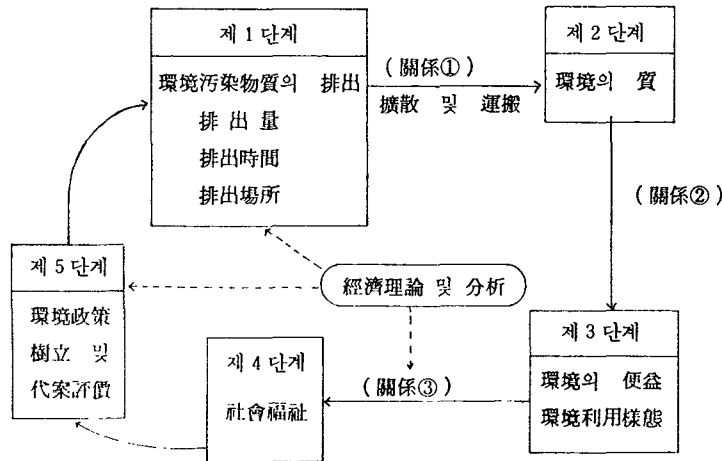 제 1 단계
環境汚染物質의 排出
排 出 量
排出時間
排出場所
(關係①)
擴散 및 運搬
제 2 단계
環境의 質
(關係②)
제 3 단계
環境의 便益
環境利用樣態
(關係③)
제 4 단계
社會福祉
제 5 단계
環境政策
樹立 및
代案評價
經濟理論 및 分析